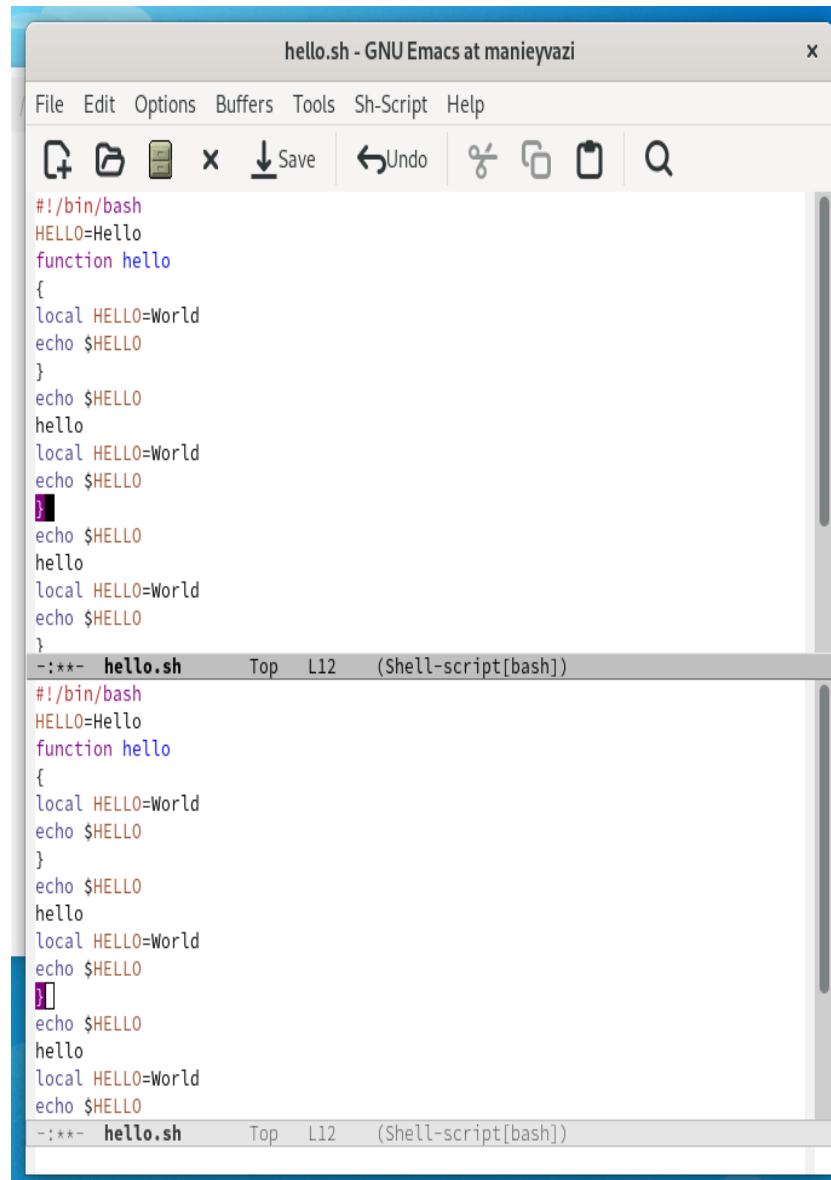 hello.sh - GNU Emacs at manieyvazi x
File Edit Options Buffers Tools Sh-Script Help
Save Undo
#!/bin/bash
HELLO=Hello
function hello
{
local HELLO=World
echo $HELLO
}
echo $HELLO
hello
local HELLO=World
echo $HELLO
}
echo $HELLO
hello
local HELLO=World
echo $HELLO
}
-:**- hello.sh Top L12 (Shell-script[bash])
#!/bin/bash
HELLO=Hello
function hello
{
local HELLO=World
echo $HELLO
}
echo $HELLO
hello
local HELLO=World
echo $HELLO
}
echo $HELLO
hello
local HELLO=World
echo $HELLO
-:**- hello.sh Top L12 (Shell-script[bash])